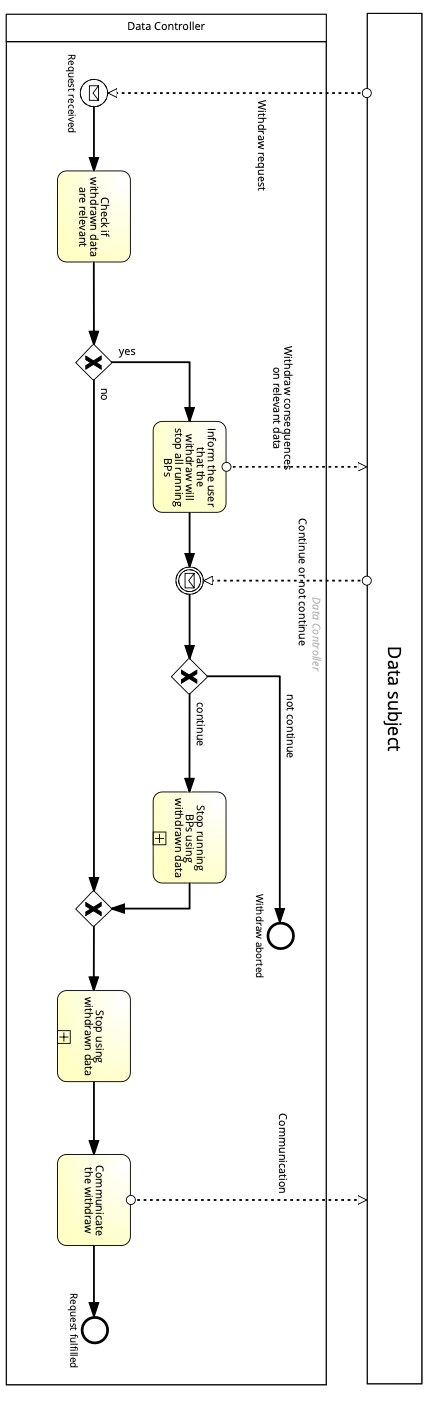 Data Controller
Data subject
Request received
Withdraw request
Check if
withdrawn data
are relevant
yes
no
Inform the user
that the
withdraw will
stop all running
BPs
Withdraw consequences
on relevant data
Continue or not continue
Data Controller
not continue
continue
Stop running
BPs using
withdrawn data
Withdraw aborted
Stop using
withdrawn data
Communicate
the withdraw
Communication
Request fulfilled